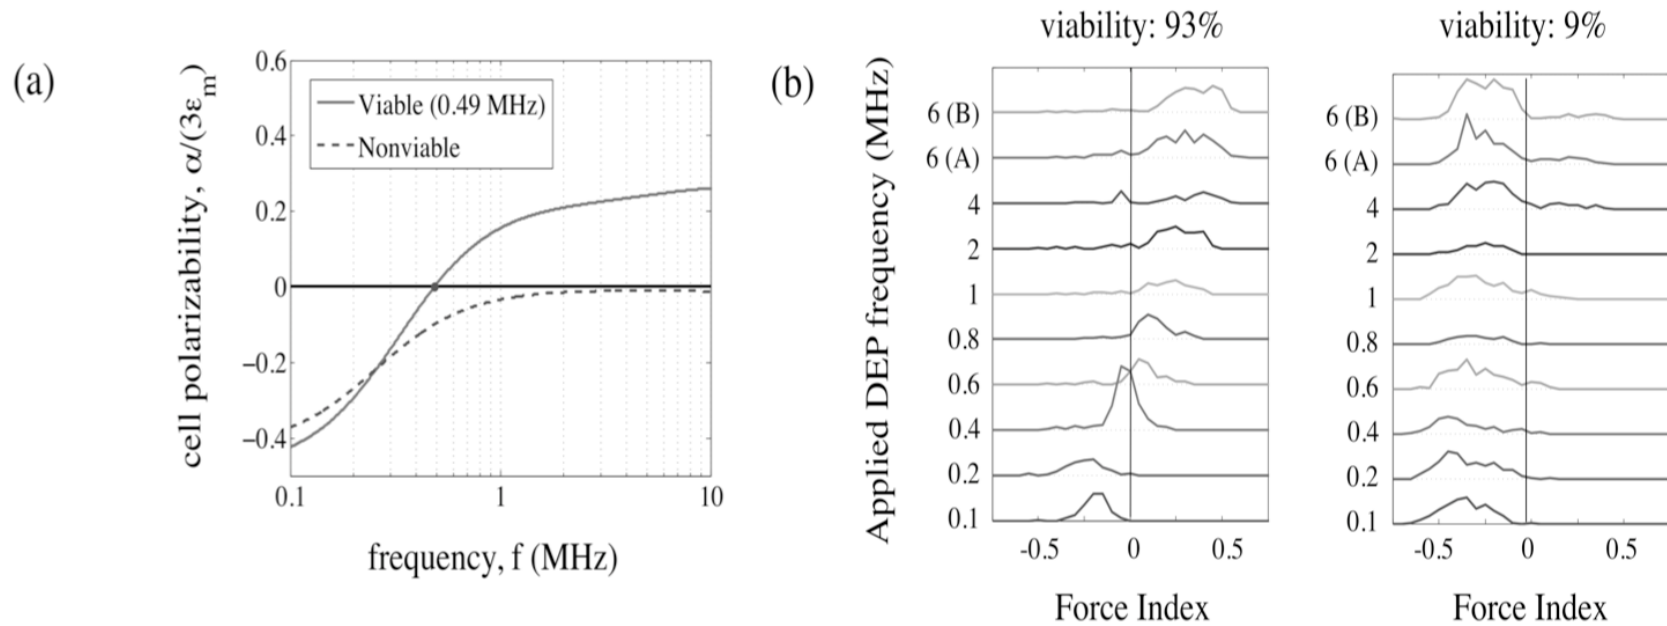 (a)
cell polarizability, α/(3ε_m)
0.6
0.4
0.2
0
−0.2
−0.4
Viable (0.49 MHz)
Nonviable
0.1
1
10
frequency, f (MHz)
(b)
Applied DEP frequency (MHz)
viability: 93%
6 (B)
6 (A)
4
2
1
0.8
0.6
0.4
0.2
0.1
-0.5
0
0.5
Force Index
viability: 9%
6 (B)
6 (A)
4
2
1
0.8
0.6
0.4
0.2
0.1
-0.5
0
0.5
Force Index